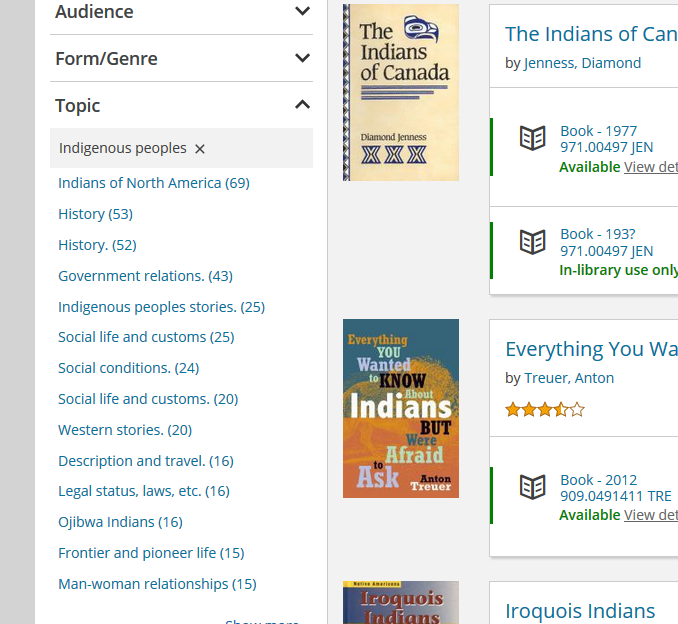 Audience
Form/Genre
Topic
Indigenous peoples ×
Indians of North America (69)
History (53)
History. (52)
Government relations. (43)
Indigenous peoples stories. (25)
Social life and customs (25)
Social conditions. (24)
Social life and customs. (20)
Western stories. (20)
Description and travel. (16)
Legal status, laws, etc. (16)
Ojibwa Indians (16)
Frontier and pioneer life (15)
Man-woman relationships (15)
Show more
The
Indians
of Canada
Diamond Jenness
The Indians of Can
by Jenness, Diamond
Book - 1977
971.00497 JEN
Available View det
Book - 193?
971.00497 JEN
In-library use only
Everything
YOU
Wanted
to KNOW
About
Indians
BUT
Were
Afraid
to
Ask
Anton
Treuer
Everything You Wa
by Treuer, Anton
Book - 2012
909.0491411 TRE
Available View det
Native Americans
Iroquois
Indians
Iroquois Indians